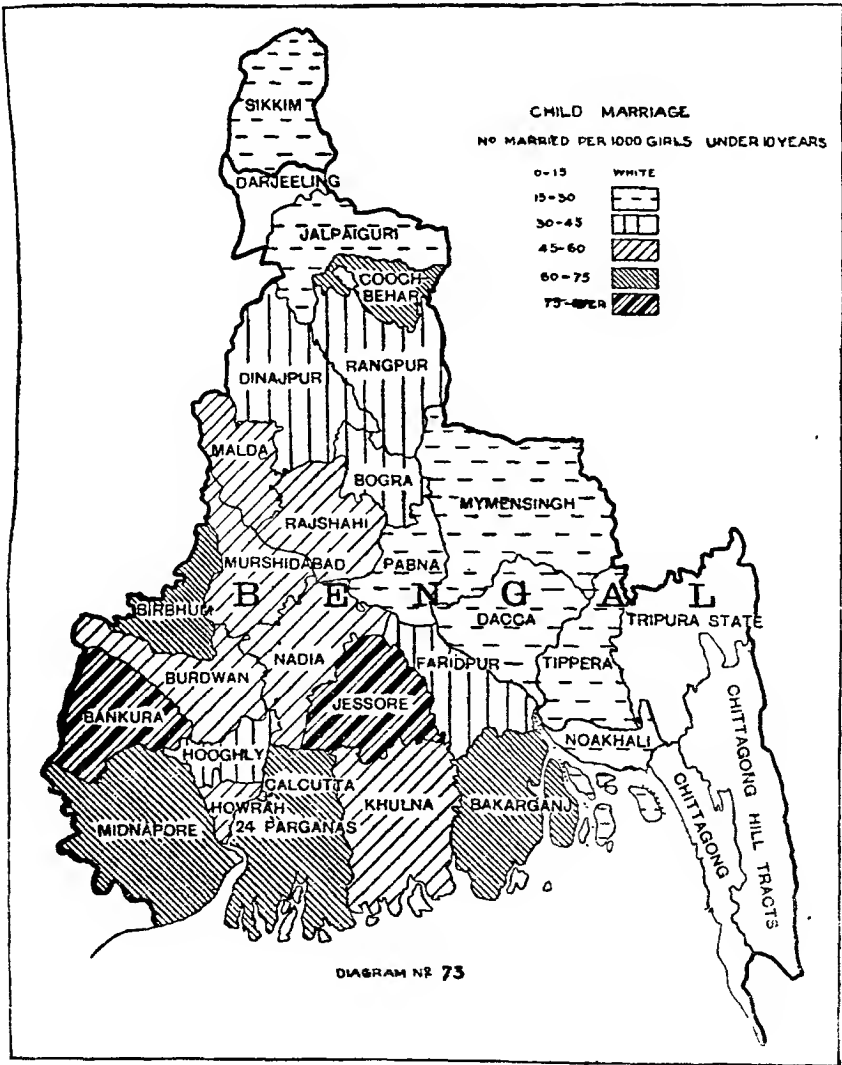 CHILD MARRIAGE
Nº MARRIED PER 1000 GIRLS UNDER 10 YEARS
0-15 WHITE
15-30
30-45
45-60
60-75
75-OVER
SIKKIM
DARJEELING
JALPAIGURI
COOCH
BEHAR
DINAJPUR
RANGPUR
MALDA
BOGRA
MYMENSINGH
RAJSHAHI
MURSHIDABAD
PABNA
BENGAL
BIRBHUM
DACCA
TRIPURA STATE
NADIA
FARIDPUR
TIPPERA
BURDWAN
BANKURA
JESSORE
CHITTAGONG HILL TRACTS
HOOGHLY
NOAKHALI
CALCUTTA
HOWRAH
KHULNA
BAKARGANJ
CHITTAGONG
MIDNAPORE
24 PARGANAS
DIAGRAM Nº 73